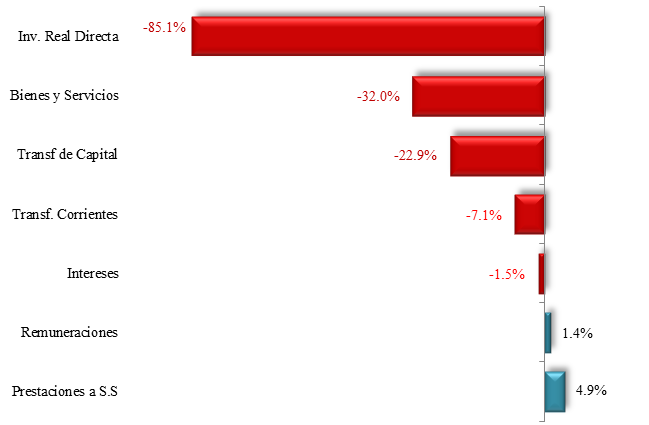 Inv. Real Directa -85.1%
Bienes y Servicios -32.0%
Transf de Capital -22.9%
Transf. Corrientes -7.1%
Intereses -1.5%
Remuneraciones 1.4%
Prestaciones a S.S 4.9%